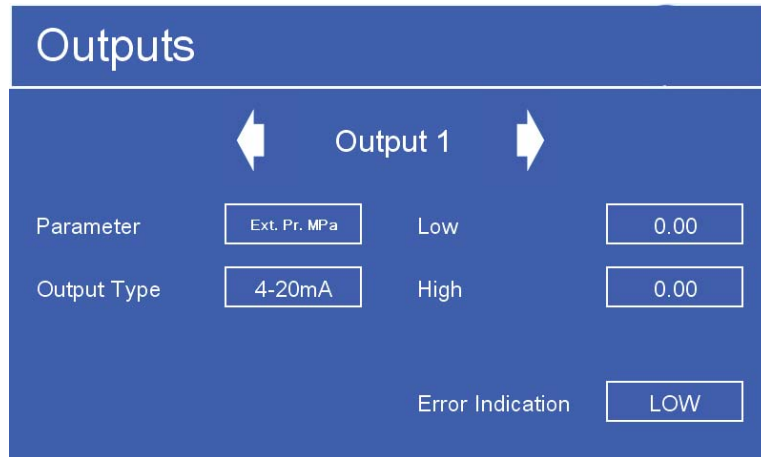 Outputs
Output 1
Parameter Ext. Pr. MPa Low 0.00
Output Type 4-20mA High 0.00
Error Indication LOW